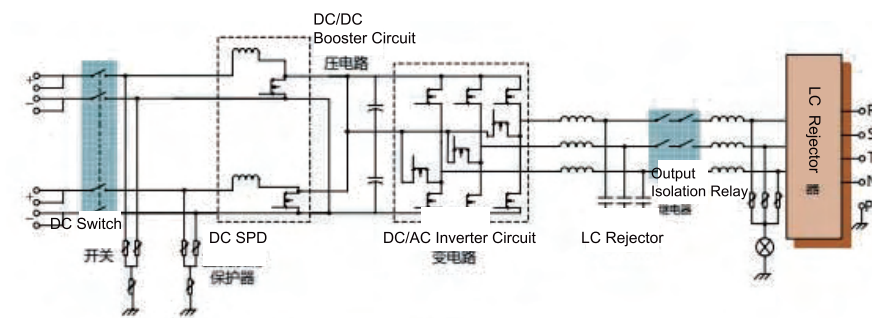 DC/DC
Booster Circuit
压电路
+
−
+
−
DC Switch
开关
DC SPD
保护器
DC/AC Inverter Circuit
变电路
LC Rejector
Output
Isolation Relay
继电器
LC Rejector
器
R
S
T
N
P